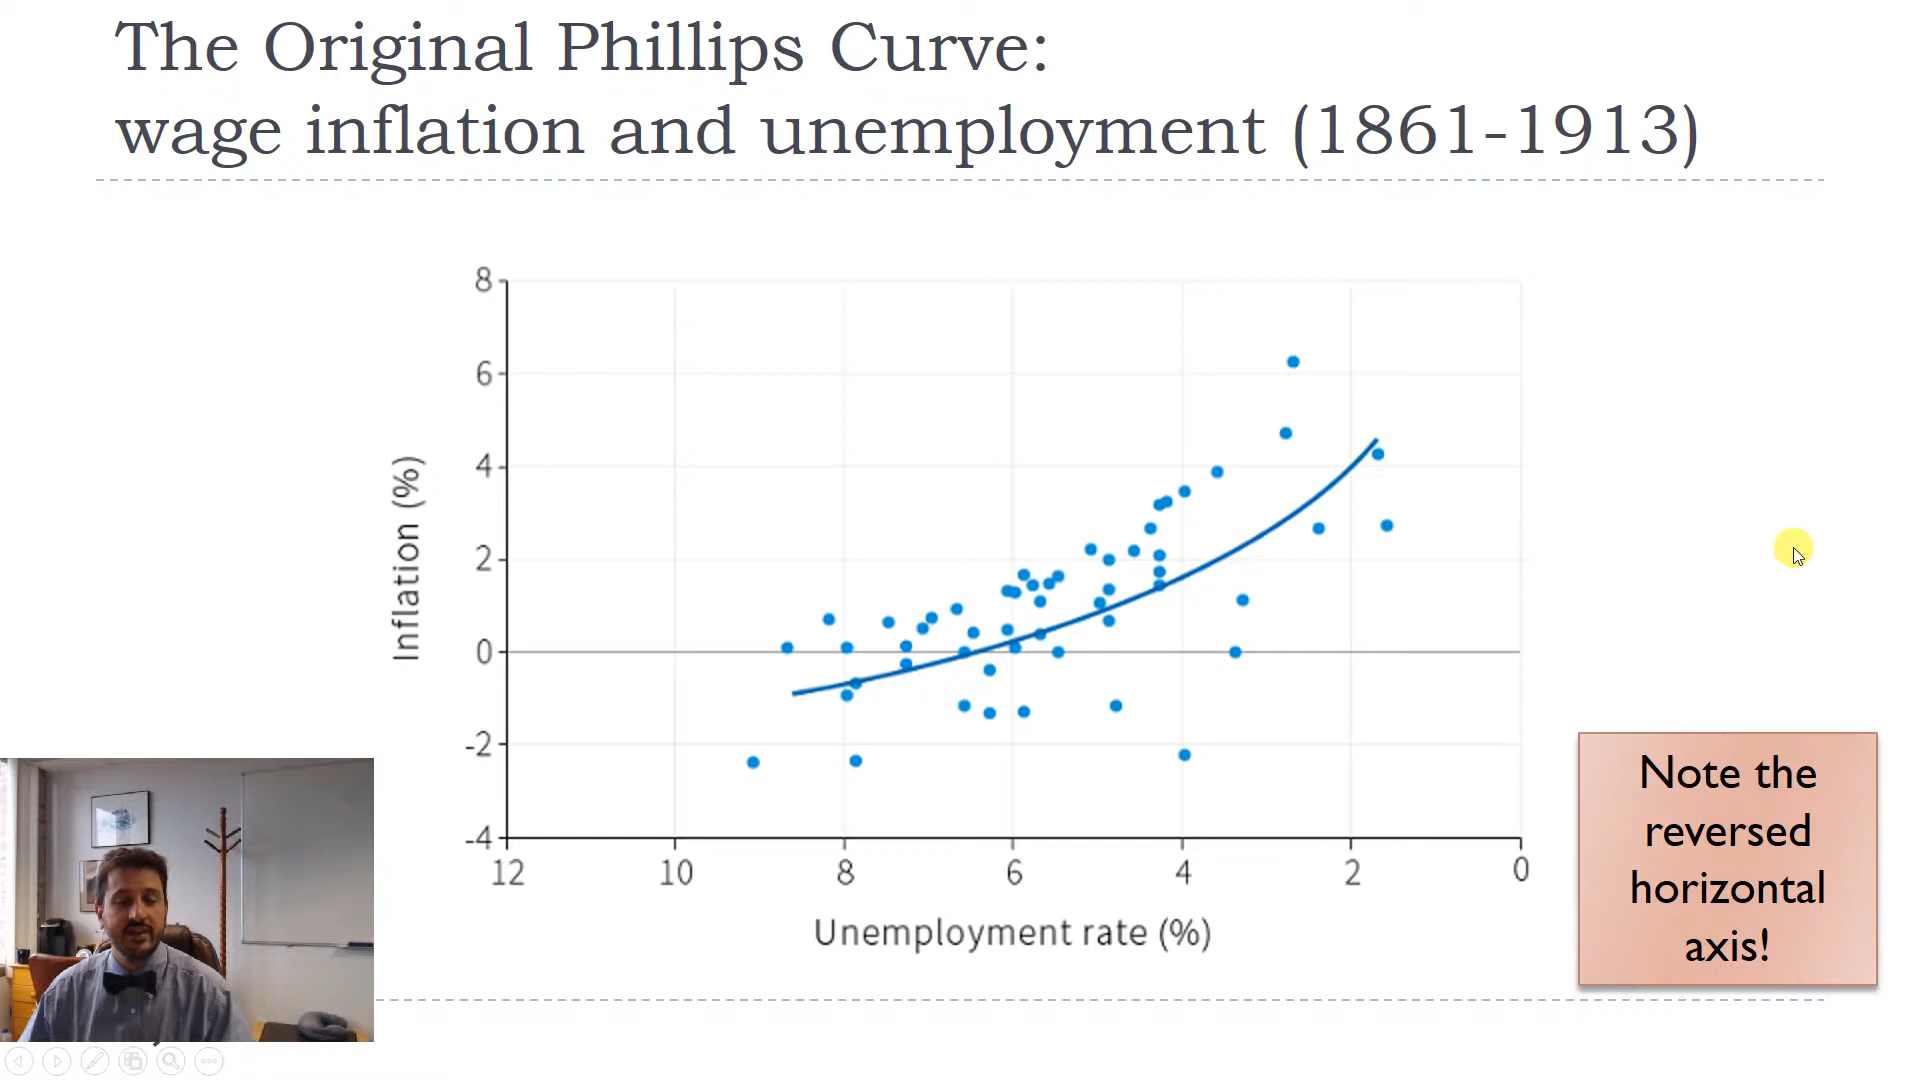 The Original Phillips Curve:
wage inflation and unemployment (1861-1913)
8
6
4
2
0
-2
-4
Inflation (%)
12 10 8 6 4 2 0
Unemployment rate (%)
Note the
reversed
horizontal
axis!